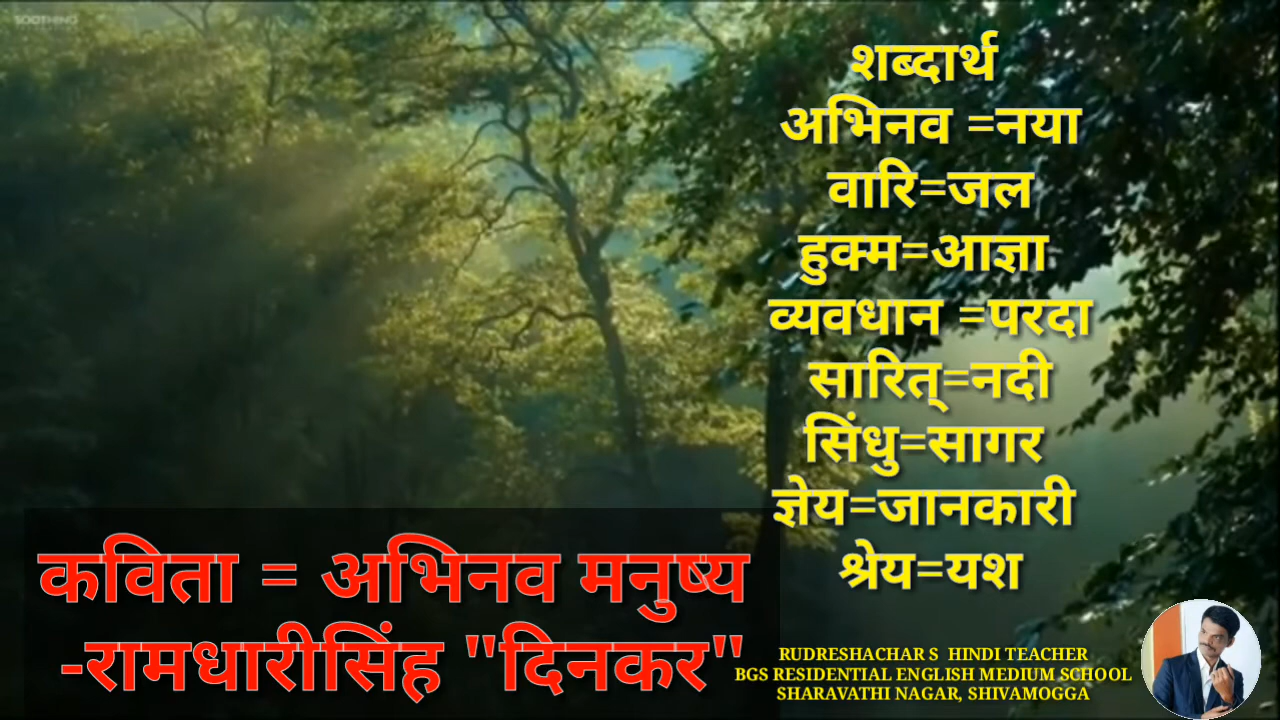 SOOTHING
शब्दार्थ
अभिनव =नया
वारि=जल
हुक्म=आज्ञा
व्यवधान =परदा
सारित्=नदी
सिंधु=सागर
ज्ञेय=जानकारी
श्रेय=यश
कविता = अभिनव मनुष्य
-रामधारीसिंह "दिनकर"
RUDRESHACHAR S HINDI TEACHER
BGS RESIDENTIAL ENGLISH MEDIUM SCHOOL
SHARAVATHI NAGAR, SHIVAMOGGA